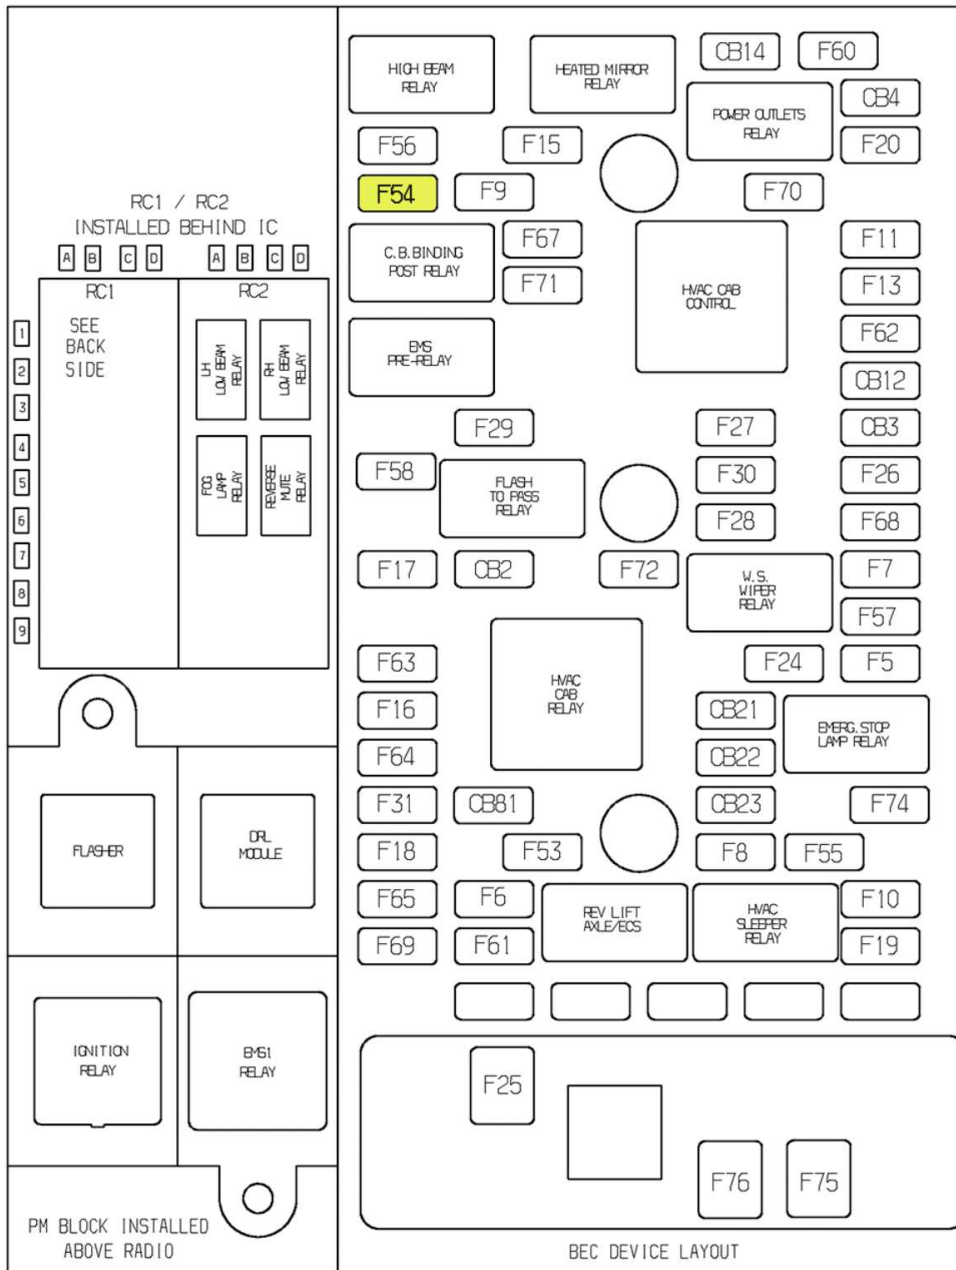 HIGH BEAM
RELAY
HEATED MIRROR
RELAY
CB14
F60
POWER OUTLETS
RELAY
CB4
F56
F15
F20
F54
F9
F70
RC1 / RC2
INSTALLED BEHIND IC
A B C D
A B C D
RC1
RC2
SEE
BACK
SIDE
1
2
3
4
5
6
7
8
9
LH
LOW BEAM
RELAY
RH
LOW BEAM
RELAY
FOG
LAMP
RELAY
REVERSE
MUTE
RELAY
C.B.BINDING
POST RELAY
F67
F71
HVAC CAB
CONTROL
F11
F13
F62
EMS
PRE-RELAY
CB12
F29
F27
CB3
F58
FLASH
TO PASS
RELAY
F30
F26
F28
F68
F17
CB2
F72
W.S.
WIPER
RELAY
F7
F57
F63
HVAC
CAB
RELAY
F24
F5
F16
CB21
EMERG.STOP
LAMP RELAY
F64
CB22
F31
CB81
CB23
F74
F18
F53
F8
F55
F65
F6
REV LIFT
AXLE/ECS
HVAC
SLEEPER
RELAY
F10
F69
F61
F19
FLASHER
DRL
MODULE
IGNITION
RELAY
EMS1
RELAY
F25
F76
F75
PM BLOCK INSTALLED
ABOVE RADIO
BEC DEVICE LAYOUT